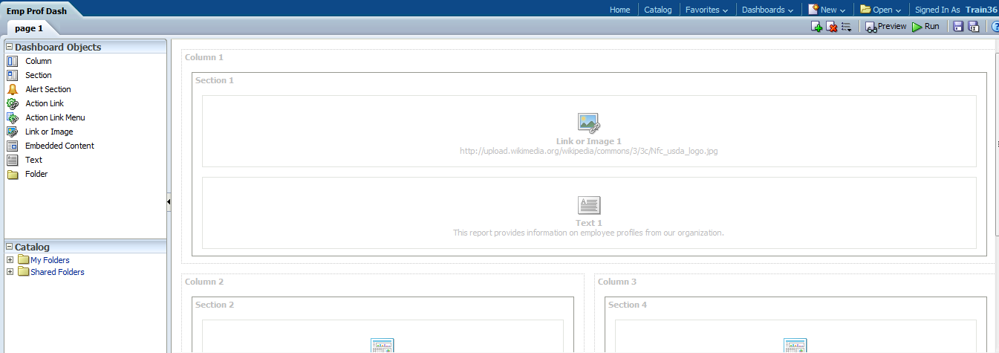 Emp Prof Dash
Home Catalog Favorites Dashboards New Open Signed In As Train36
page 1
Preview Run
Dashboard Objects
Column
Section
Alert Section
Action Link
Action Link Menu
Link or Image
Embedded Content
Text
Folder
Catalog
My Folders
Shared Folders
Column 1
Section 1
Link or Image 1
http://upload.wikimedia.org/wikipedia/commons/3/3c/Nfc_usda_logo.jpg
Text 1
This report provides information on employee profiles from our organization.
Column 2
Section 2
Column 3
Section 4